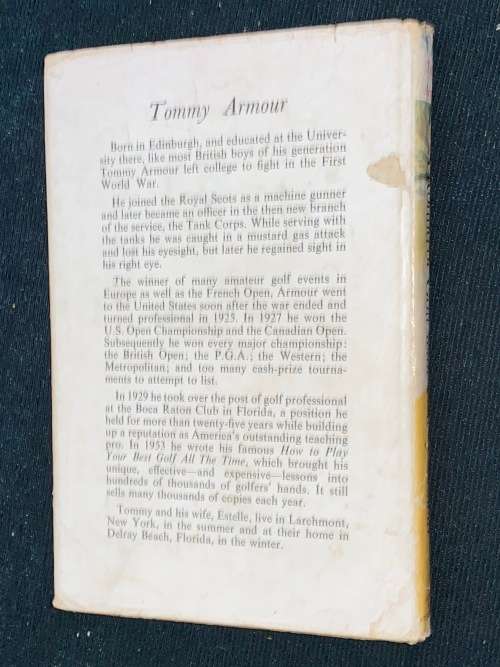 Tommy Armour
Born in Edinburgh, and educated at the Univer-
sity there, like most British boys of his generation
Tommy Armour left college to fight in the First
World War.
He joined the Royal Scots as a machine gunner
and later became an officer in the then new branch
of the service, the Tank Corps. While serving with
the tanks he was caught in a mustard gas attack
and lost his eyesight, but later he regained sight in
his right eye.
The winner of many amateur golf events in
Europe as well as the French Open, Armour went
to the United States soon after the war ended and
turned professional in 1925. In 1927 he won the
U.S. Open Championship and the Canadian Open.
Subsequently he won every major championship:
the British Open; the P.G.A.; the Western; the
Metropolitan; and too many cash-prize tourna-
ments to attempt to list.
In 1929 he took over the post of golf professional
at the Boca Raton Club in Florida, a position he
held for more than twenty-five years while building
up a reputation as America's outstanding teaching
pro. In 1953 he wrote his famous How to Play
Your Best Golf All The Time, which brought his
unique, effective—and expensive—lessons into
hundreds of thousands of golfers' hands. It still
sells many thousands of copies each year.
Tommy and his wife, Estelle, live in Larchmont,
New York, in the summer and at their home in
Delray Beach, Florida, in the winter.